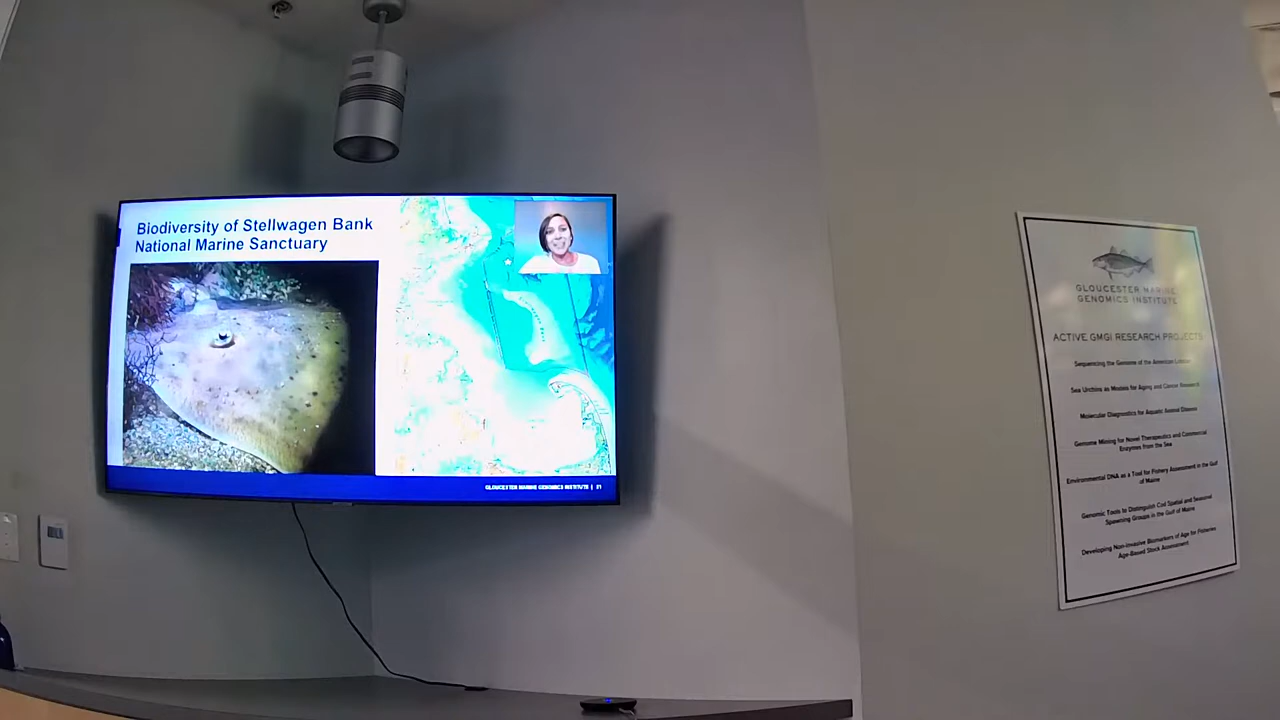 Biodiversity of Stellwagen Bank
National Marine Sanctuary
GLOUCESTER MARINE GENOMICS INSTITUTE |
GLOUCESTER MARINE
GENOMICS INSTITUTE
ACTIVE GMGI RESEARCH PROJECTS
Sequencing the Genome of the American Lobster
Sea Urchins as Models for Aging and Cancer Research
Molecular Diagnostics for Aquatic Animal Disease
Genome Mining for Novel Therapeutics and Commercial
Enzymes from the Sea
Environmental DNA as a Tool for Fishery Assessment in the Gulf
of Maine
Genomic Tools to Distinguish Cod Spatial and Seasonal
Spawning Groups in the Gulf of Maine
Developing Non-invasive Biomarkers of Age for Fisheries
Age-Based Stock Assessment